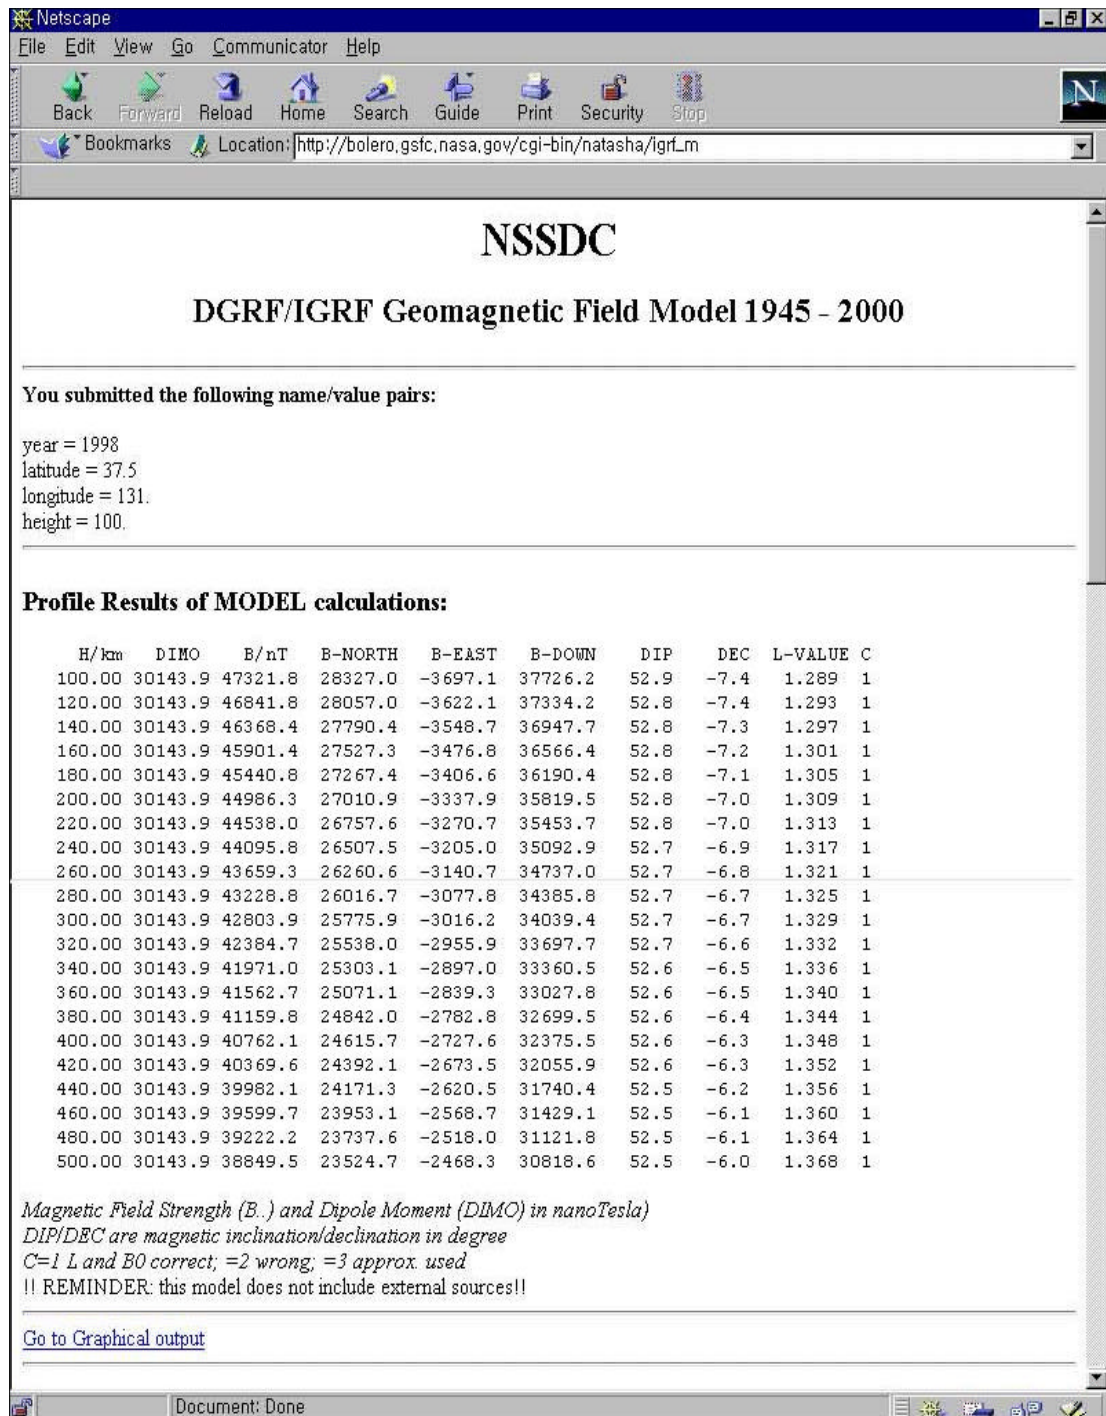 Netscape
File Edit View Go Communicator Help
Back Forward Reload Home Search Guide Print Security Stop
N
Bookmarks Location: http://bolero.gsfc.nasa.gov/cgi-bin/natasha/igrf_m
NSSDC
DGRF/IGRF Geomagnetic Field Model 1945 - 2000
You submitted the following name/value pairs:
year = 1998
latitude = 37.5
longitude = 131.
height = 100.
Profile Results of MODEL calculations:
H/km DIMO B/nT B-NORTH B-EAST B-DOWN DIP DEC L-VALUE C
100.00 30143.9 47321.8 28327.0 -3697.1 37726.2 52.9 -7.4 1.289 1
120.00 30143.9 46841.8 28057.0 -3622.1 37334.2 52.8 -7.4 1.293 1
140.00 30143.9 46368.4 27790.4 -3548.7 36947.7 52.8 -7.3 1.297 1
160.00 30143.9 45901.4 27527.3 -3476.8 36566.4 52.8 -7.2 1.301 1
180.00 30143.9 45440.8 27267.4 -3406.6 36190.4 52.8 -7.1 1.305 1
200.00 30143.9 44986.3 27010.9 -3337.9 35819.5 52.8 -7.0 1.309 1
220.00 30143.9 44538.0 26757.6 -3270.7 35453.7 52.8 -7.0 1.313 1
240.00 30143.9 44095.8 26507.5 -3205.0 35092.9 52.7 -6.9 1.317 1
260.00 30143.9 43659.3 26260.6 -3140.7 34737.0 52.7 -6.8 1.321 1
280.00 30143.9 43228.8 26016.7 -3077.8 34385.8 52.7 -6.7 1.325 1
300.00 30143.9 42803.9 25775.9 -3016.2 34039.4 52.7 -6.7 1.329 1
320.00 30143.9 42384.7 25538.0 -2955.9 33697.7 52.7 -6.6 1.332 1
340.00 30143.9 41971.0 25303.1 -2897.0 33360.5 52.6 -6.5 1.336 1
360.00 30143.9 41562.7 25071.1 -2839.3 33027.8 52.6 -6.5 1.340 1
380.00 30143.9 41159.8 24842.0 -2782.8 32699.5 52.6 -6.4 1.344 1
400.00 30143.9 40762.1 24615.7 -2727.6 32375.5 52.6 -6.3 1.348 1
420.00 30143.9 40369.6 24392.1 -2673.5 32055.9 52.6 -6.3 1.352 1
440.00 30143.9 39982.1 24171.3 -2620.5 31740.4 52.5 -6.2 1.356 1
460.00 30143.9 39599.7 23953.1 -2568.7 31429.1 52.5 -6.1 1.360 1
480.00 30143.9 39222.2 23737.6 -2518.0 31121.8 52.5 -6.1 1.364 1
500.00 30143.9 38849.5 23524.7 -2468.3 30818.6 52.5 -6.0 1.368 1
Magnetic Field Strength (B..) and Dipole Moment (DIMO) in nanoTesla)
DIP/DEC are magnetic inclination/declination in degree
C=1 L and B0 correct; =2 wrong; =3 approx. used
!! REMINDER: this model does not include external sources!!
Go to Graphical output
Document: Done